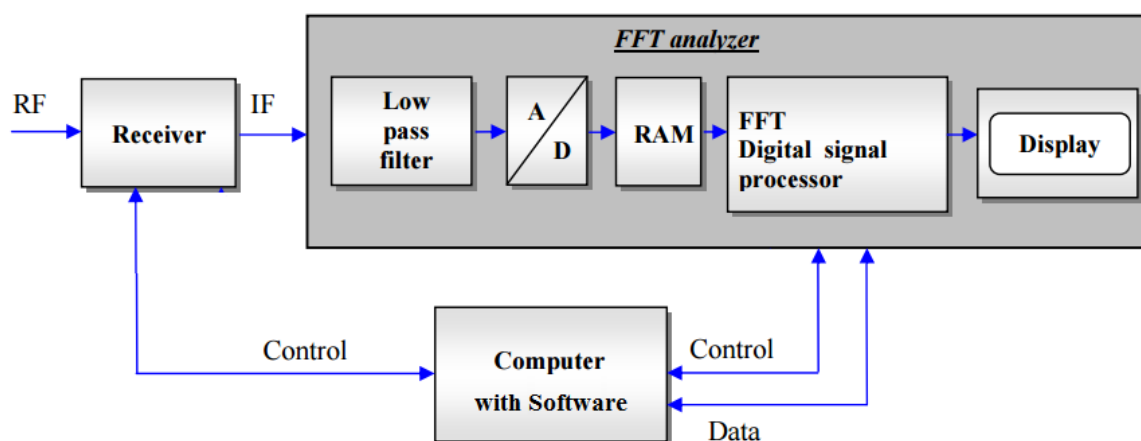 FFT analyzer
RF
Receiver
IF
Low
pass
filter
A
D
RAM
FFT
Digital signal
processor
Display
Control
Computer
with Software
Control
Data